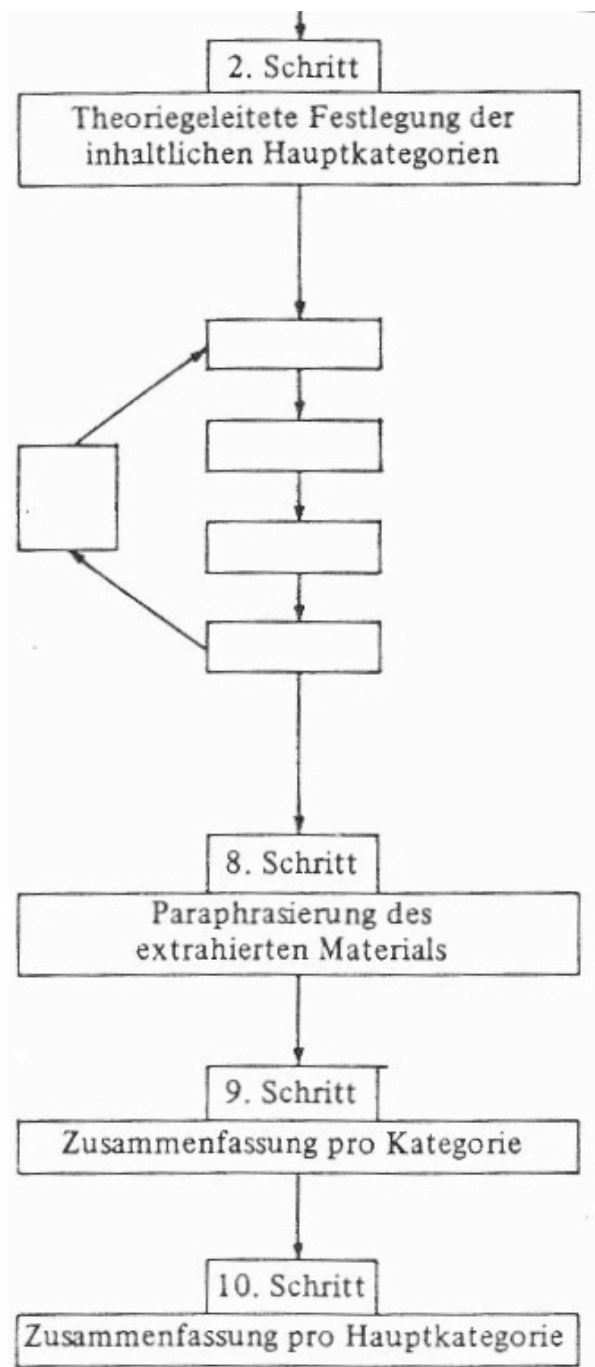 2. Schritt
Theoriegeleitete Festlegung der
inhaltlichen Hauptkategorien
8. Schritt
Paraphrasierung des
extrahierten Materials
9. Schritt
Zusammenfassung pro Kategorie
10. Schritt
Zusammenfassung pro Hauptkategorie